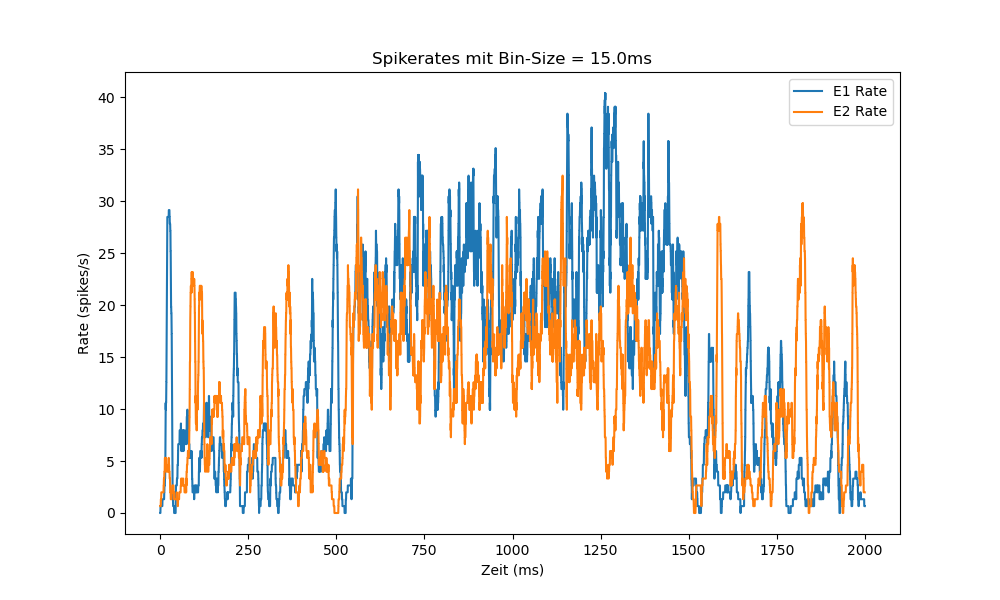 Spikerates mit Bin-Size = 15.0ms
E1 Rate
E2 Rate
Rate (spikes/s)
40
35
30
25
20
15
10
5
0
0 250 500 750 1000 1250 1500 1750 2000
Zeit (ms)